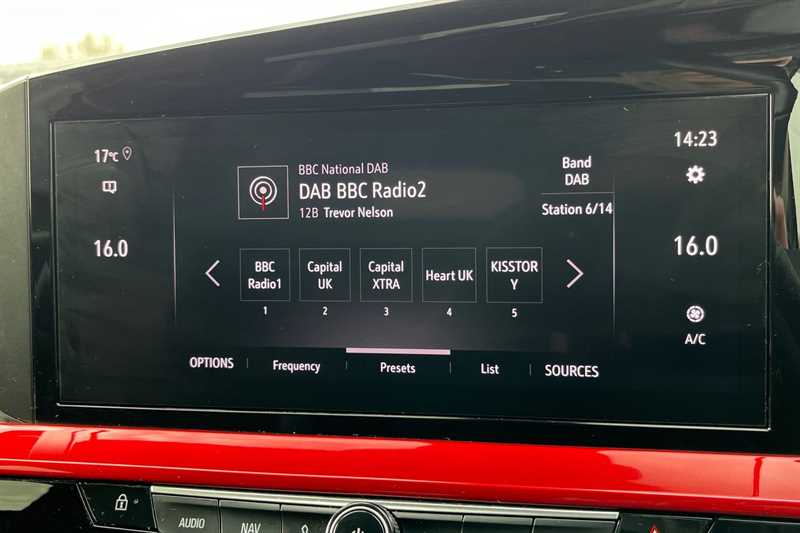 17°C
14:23
BBC National DAB
DAB BBC Radio2
12B Trevor Nelson
Band
DAB
Station 6/14
16.0
16.0
BBC
Radio1
1
Capital
UK
2
Capital
XTRA
3
Heart UK
4
KISSTOR
Y
5
A/C
OPTIONS
Frequency
Presets
List
SOURCES
AUDIO
NAV